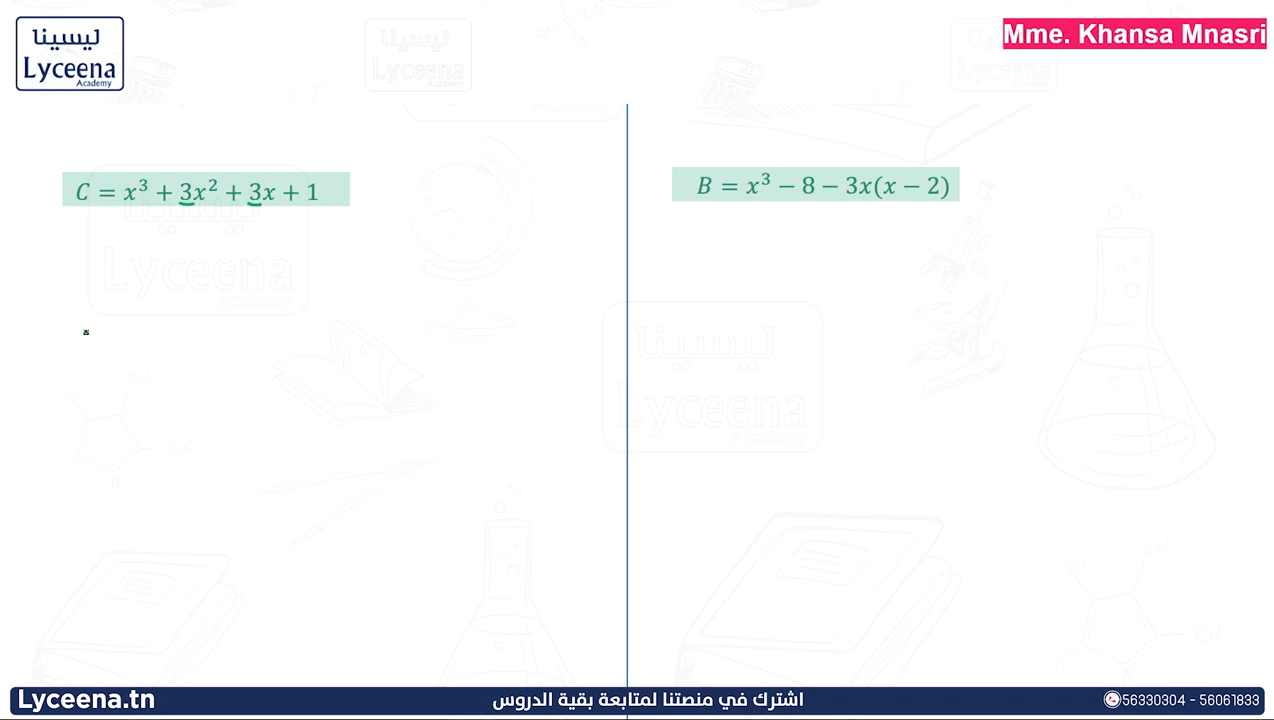 ليسينا
Lyceena
Academy
Mme. Khansa Mnasri
C = x³ + 3x² + 3x + 1
B = x³ − 8 − 3x(x − 2)
Lyceena.tn
اشترك في منصتنا لمتابعة بقية الدروس
56330304 - 56061833